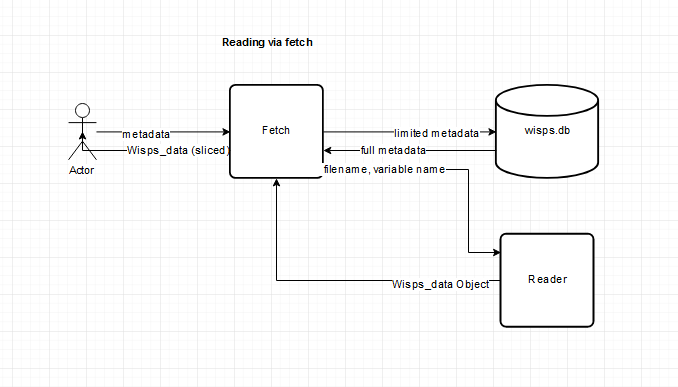 Reading via fetch
Fetch
wisps.db
metadata
limited metadata
Wisps_data (sliced)
full metadata
Actor
filename, variable name
Wisps_data Object
Reader